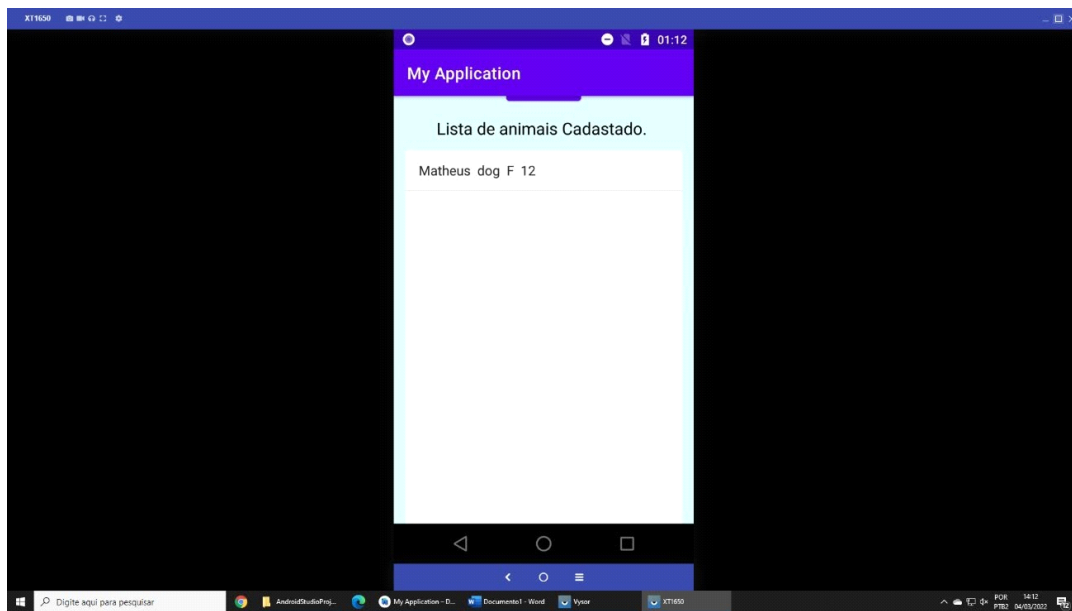 XT1650
01:12
My Application
Lista de animais Cadastado.
Matheus dog F 12
Digite aqui para pesquisar
AndroidStudioProj...
My Application – D...
Documento1 - Word
Vysor
XT1650
POR
PTB2
14:12
04/03/2022